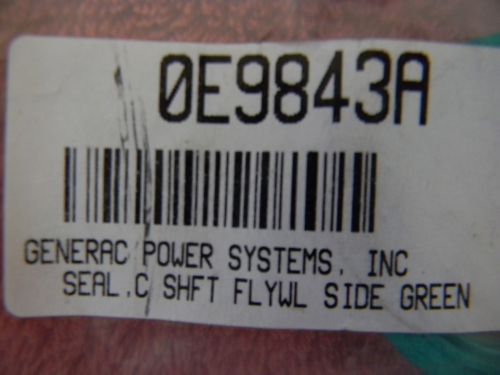 0E9843A
GENERAC POWER SYSTEMS, INC
SEAL,C SHFT FLYWL SIDE GREEN